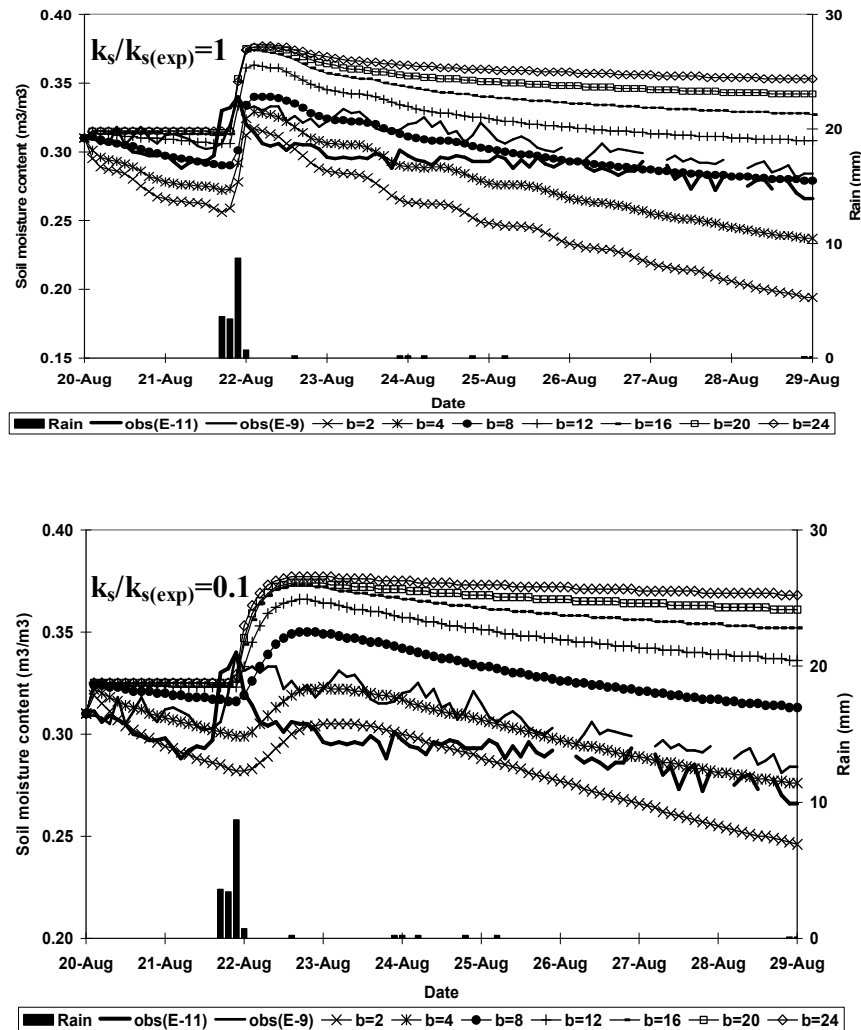 0.40
0.35
0.30
0.25
0.20
0.15
Soil moisture content (m3/m3)
ks/ks(exp)=1
30
20
10
0
Rain (mm)
20-Aug 21-Aug 22-Aug 23-Aug 24-Aug 25-Aug 26-Aug 27-Aug 28-Aug 29-Aug
Date
Rain obs(E-11) obs(E-9) b=2 b=4 b=8 b=12 b=16 b=20 b=24
0.40
0.35
0.30
0.25
0.20
Soil moisture content (m3/m3)
ks/ks(exp)=0.1
30
20
10
0
Rain (mm)
20-Aug 21-Aug 22-Aug 23-Aug 24-Aug 25-Aug 26-Aug 27-Aug 28-Aug 29-Aug
Date
Rain obs(E-11) obs(E-9) b=2 b=4 b=8 b=12 b=16 b=20 b=24